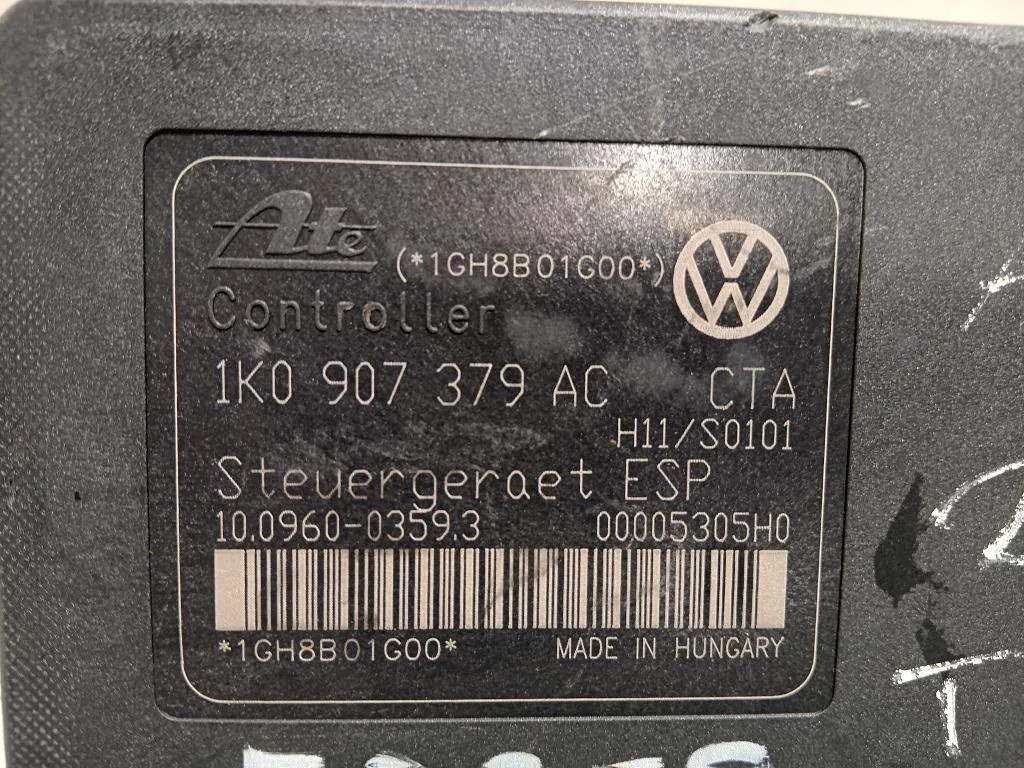 Ate
(*1GH8B01G00*)
Controller
1K0 907 379 AC CTA
H11/S0101
Steuergeraet ESP
10.0960-0359.3 00005305H0
*1GH8B01G00* MADE IN HUNGARY